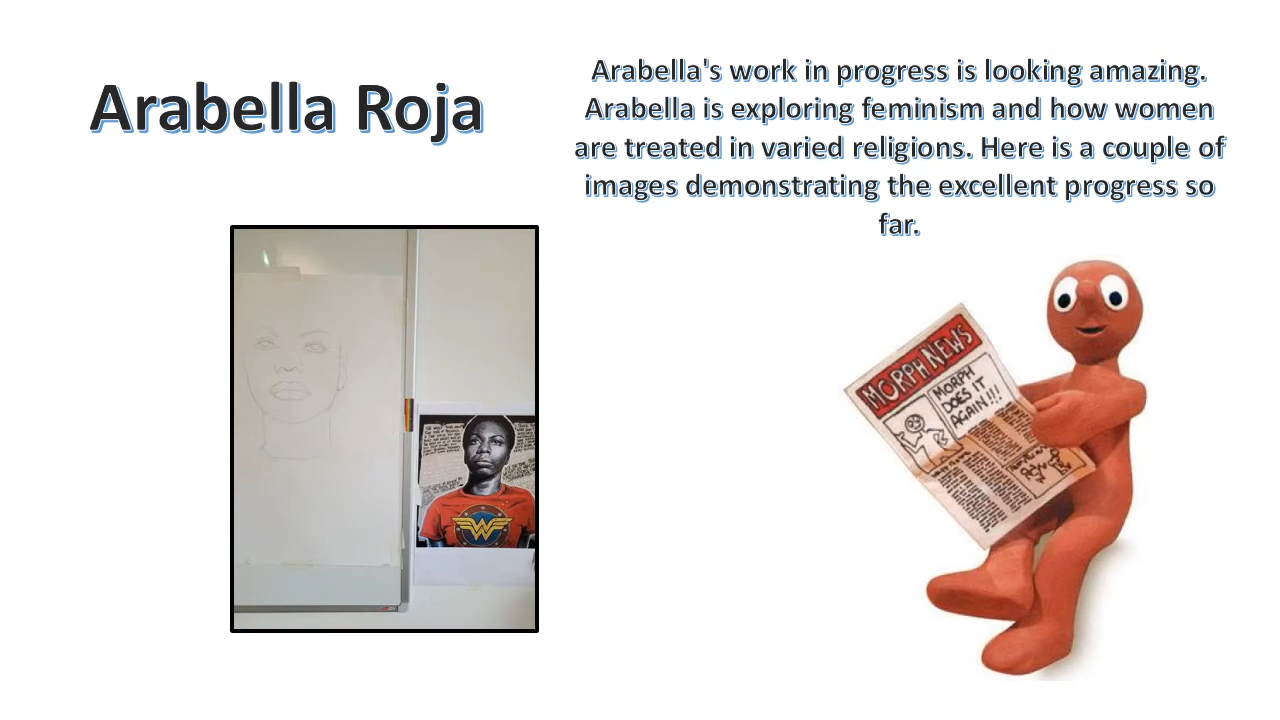 Arabella Roja
Arabella's work in progress is looking amazing.
Arabella is exploring feminism and how women
are treated in varied religions. Here is a couple of
images demonstrating the excellent progress so
far.
MORPH NEWS
MORPH
DOES IT
AGAIN!!!
W